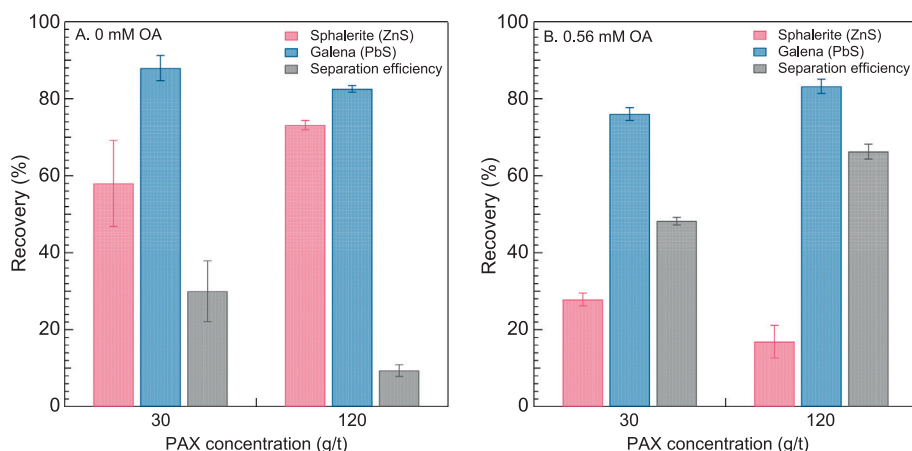 A. 0 mM OA
Sphalerite (ZnS)
Galena (PbS)
Separation efficiency
100
80
60
40
20
0
Recovery (%)
30
120
PAX concentration (g/t)
B. 0.56 mM OA
Sphalerite (ZnS)
Galena (PbS)
Separation efficiency
100
80
60
40
20
0
Recovery (%)
30
120
PAX concentration (g/t)